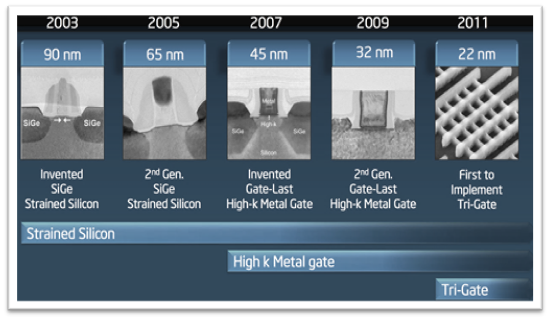 2003 2005 2007 2009 2011
90 nm 65 nm 45 nm 32 nm 22 nm
SiGe SiGe
Metal
High-k
SiGe SiGe
Silicon
Invented
SiGe
Strained Silicon
2nd Gen.
SiGe
Strained Silicon
Invented
Gate-Last
High-k Metal Gate
2nd Gen.
Gate-Last
High-k Metal Gate
First to
Implement
Tri-Gate
Strained Silicon
High k Metal gate
Tri-Gate